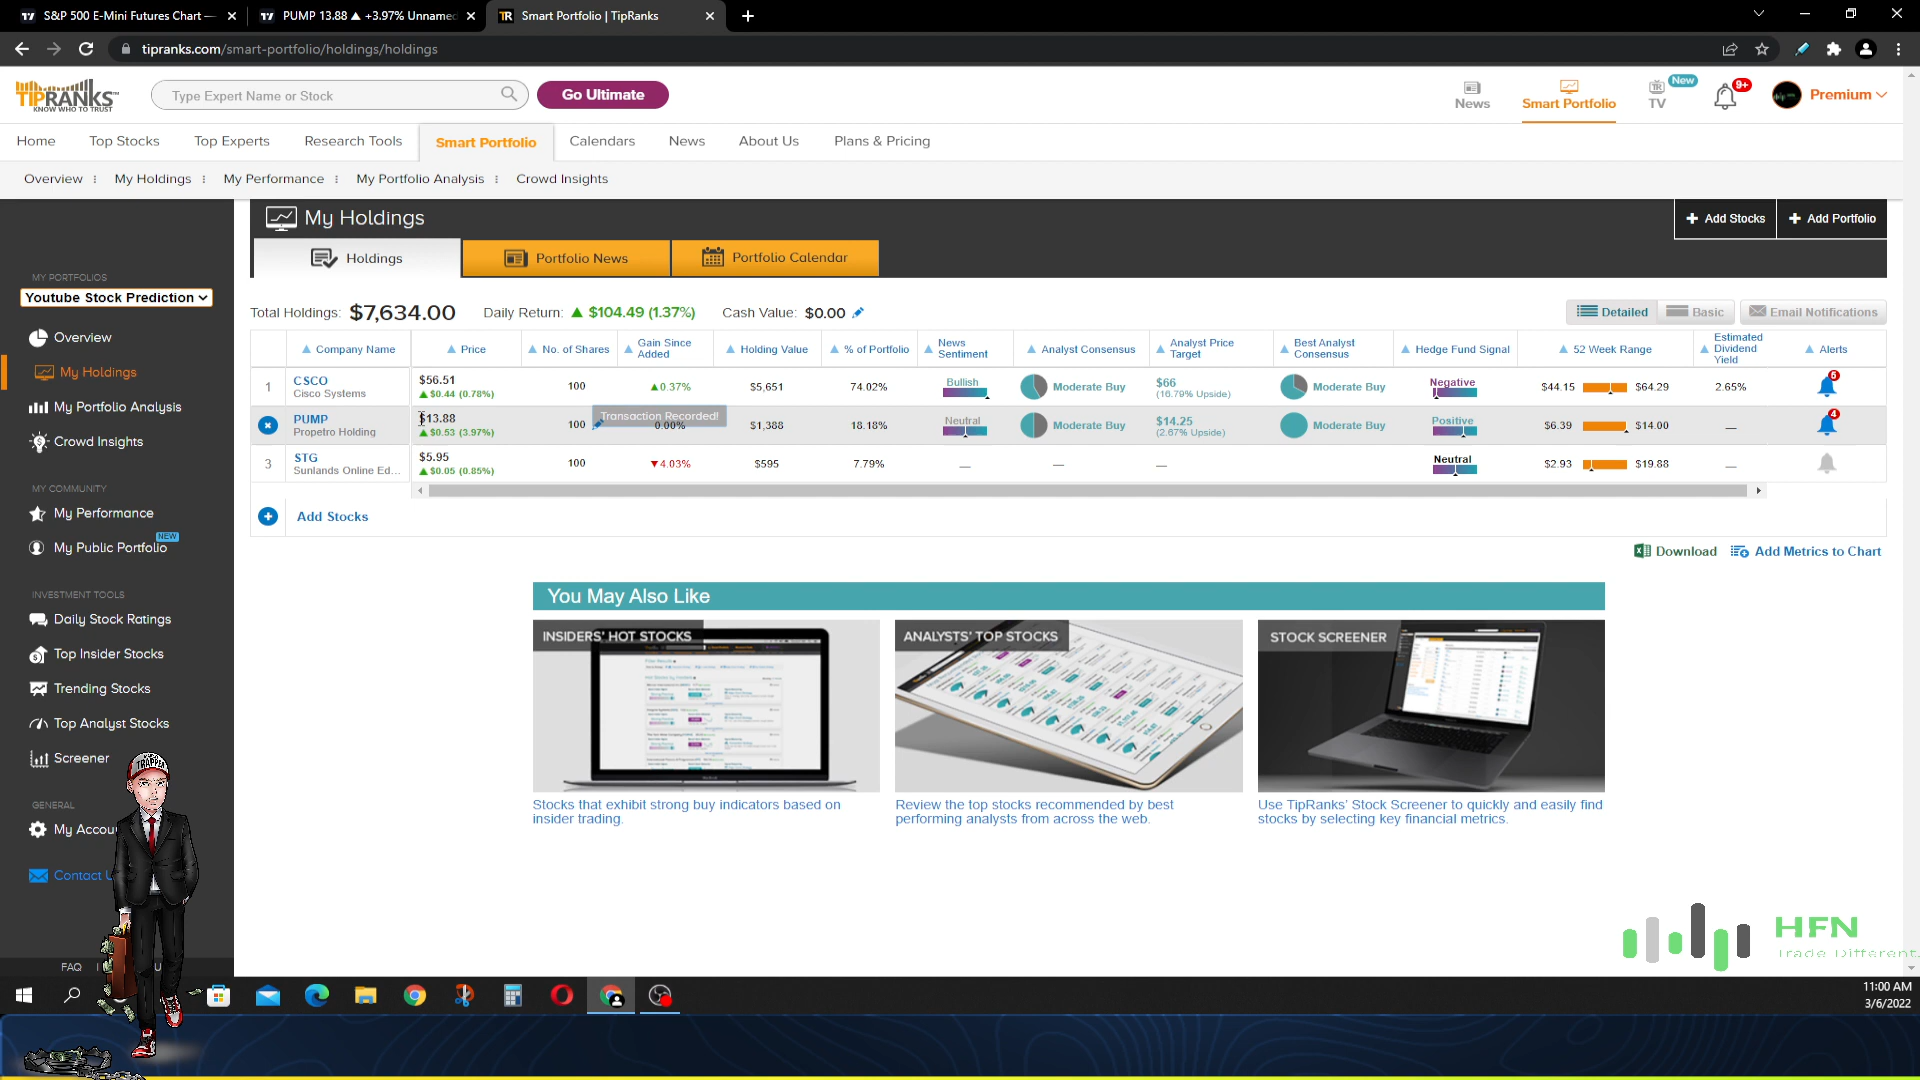 S&P 500 E-Mini Futures Chart —
PUMP 13.88 ▲ +3.97% Unnamed
Smart Portfolio | TipRanks
tipranks.com/smart-portfolio/holdings/holdings
TIPRANKS™
KNOW WHO TO TRUST
Type Expert Name or Stock
Go Ultimate
News
Smart Portfolio
TV
New
9+
Premium
Home
Top Stocks
Top Experts
Research Tools
Smart Portfolio
Calendars
News
About Us
Plans & Pricing
Overview
My Holdings
My Performance
My Portfolio Analysis
Crowd Insights
My Holdings
+ Add Stocks
+ Add Portfolio
Holdings
Portfolio News
Portfolio Calendar
MY PORTFOLIOS
Youtube Stock Prediction
Overview
My Holdings
My Portfolio Analysis
Crowd Insights
MY COMMUNITY
My Performance
NEW
My Public Portfolio
INVESTMENT TOOLS
Daily Stock Ratings
Top Insider Stocks
Trending Stocks
Top Analyst Stocks
Screener
GENERAL
My Accou
Contact U
FAQ
U
TRAPPER
Total Holdings: $7,634.00 Daily Return: ▲ $104.49 (1.37%) Cash Value: $0.00
Detailed
Basic
Email Notifications
Company Name
Price
No. of Shares
Gain Since Added
Holding Value
% of Portfolio
News Sentiment
Analyst Consensus
Analyst Price Target
Best Analyst Consensus
Hedge Fund Signal
52 Week Range
Estimated Dividend Yield
Alerts
1 CSCO $56.51 100 ▲0.37% $5,651 74.02% Bullish Moderate Buy $66 Moderate Buy Negative $44.15 $64.29 2.65% 6
Cisco Systems ▲$0.44 (0.78%) (16.79% Upside)
PUMP $13.88 100 0.00% $1,388 18.18% Neutral Moderate Buy $14.25 Moderate Buy Positive $6.39 $14.00 — 4
Propetro Holding ▲$0.53 (3.97%) (2.67% Upside)
Transaction Recorded!
3 STG $5.95 100 ▼4.03% $595 7.79% — — — Neutral $2.93 $19.88 —
Sunlands Online Ed... ▲$0.05 (0.85%)
Add Stocks
Download
Add Metrics to Chart
You May Also Like
INSIDERS' HOT STOCKS
ANALYSTS' TOP STOCKS
STOCK SCREENER
Stocks that exhibit strong buy indicators based on
insider trading.
Review the top stocks recommended by best
performing analysts from across the web.
Use TipRanks' Stock Screener to quickly and easily find
stocks by selecting key financial metrics.
HFN
Trade Different.
11:00 AM
3/6/2022